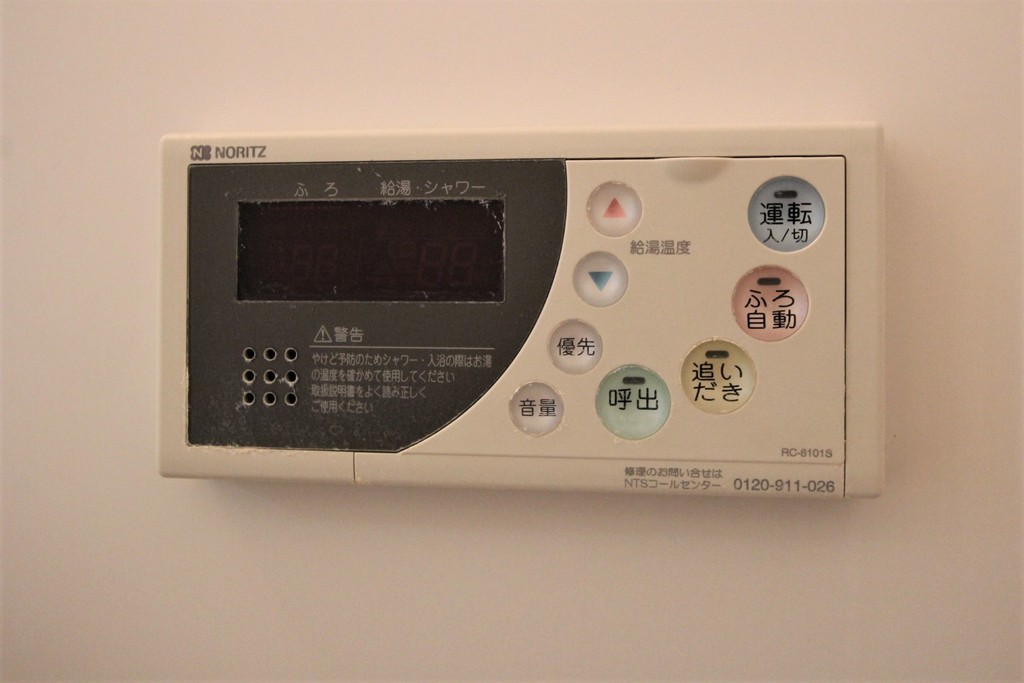 NORITZ
ふろ 給湯・シャワー
給湯温度
運転
入/切
ふろ
自動
警告
やけど予防のためシャワー・入浴の際はお湯
の温度を確かめて使用してください
取扱説明書をよく読み正しく
ご使用ください
優先
追い
だき
音量
呼出
RC-8101S
修理のお問い合せは
NTSコールセンター 0120-911-026